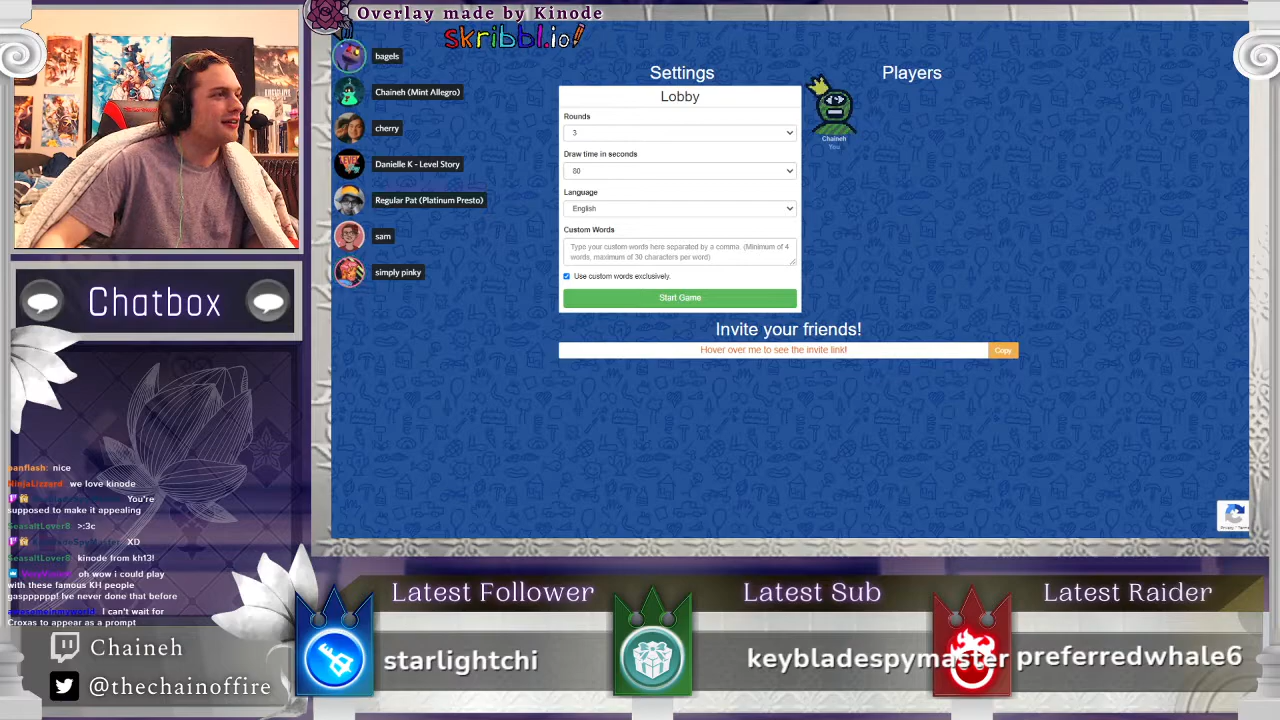 Overlay made by Kinode
skribbl.io!
bagels
Chaineh (Mint Allegro)
cherry
Danielle K - Level Story
Regular Pat (Platinum Presto)
sam
simply pinky
Settings
Lobby
Rounds
3
Draw time in seconds
80
Language
English
Custom Words
Type your custom words here separated by a comma (Minimum of 4
words, maximum of 30 characters per word)
Use custom words exclusively.
Start Game
Players
Chaineh
You
Invite your friends!
Hover over me to see the invite link!
Copy
Chatbox
panflash: nice
NinjaLizzard: we love kinode
You're
supposed to make it appealing
SeasaltLover8: >:3c
XD
SeasaltLover8: kinode from kh13!
oh wow i could play
with these famous KH people
gasppppp! Ive never done that before
I can't wait for
Croxas to appear as a prompt
Chaineh
@thechainoffire
Latest Follower
starlightchi
Latest Sub
keybladespymaster
Latest Raider
preferredwhale6